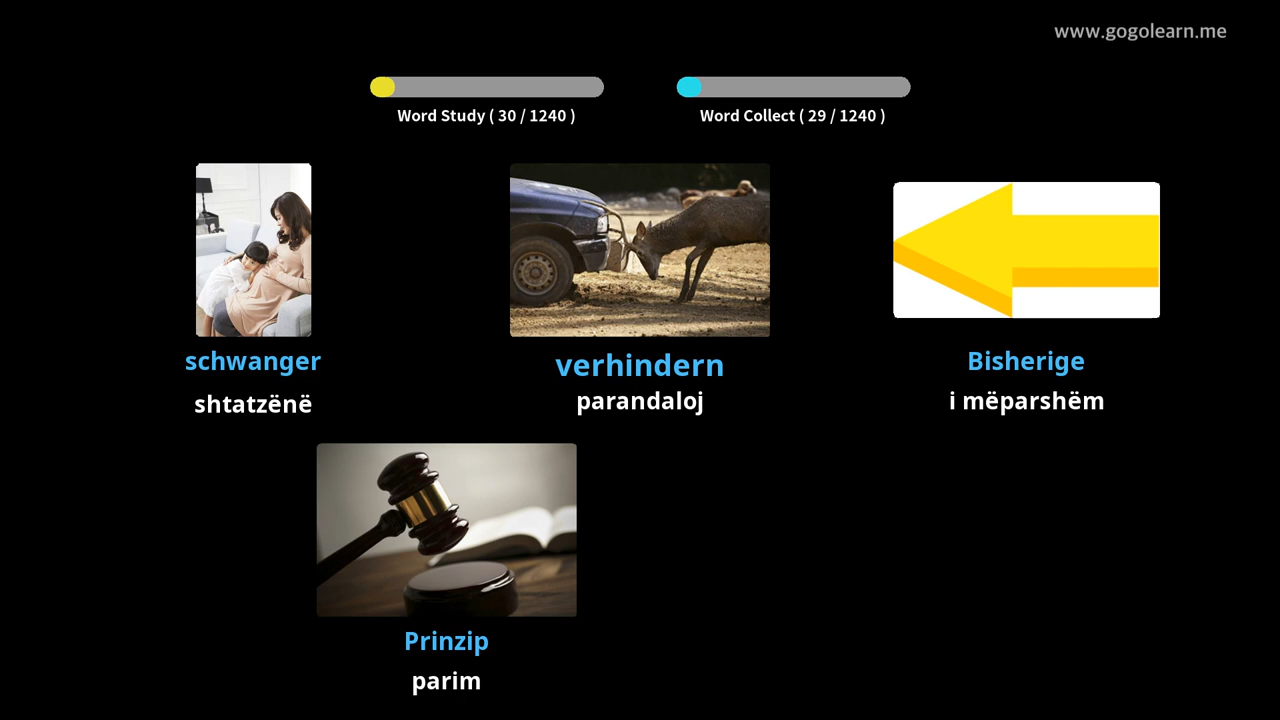 www.gogolearn.me
Word Study ( 30 / 1240 )
Word Collect ( 29 / 1240 )
schwanger
shtatzënë
verhindern
parandaloj
Bisherige
i mëparshëm
Prinzip
parim